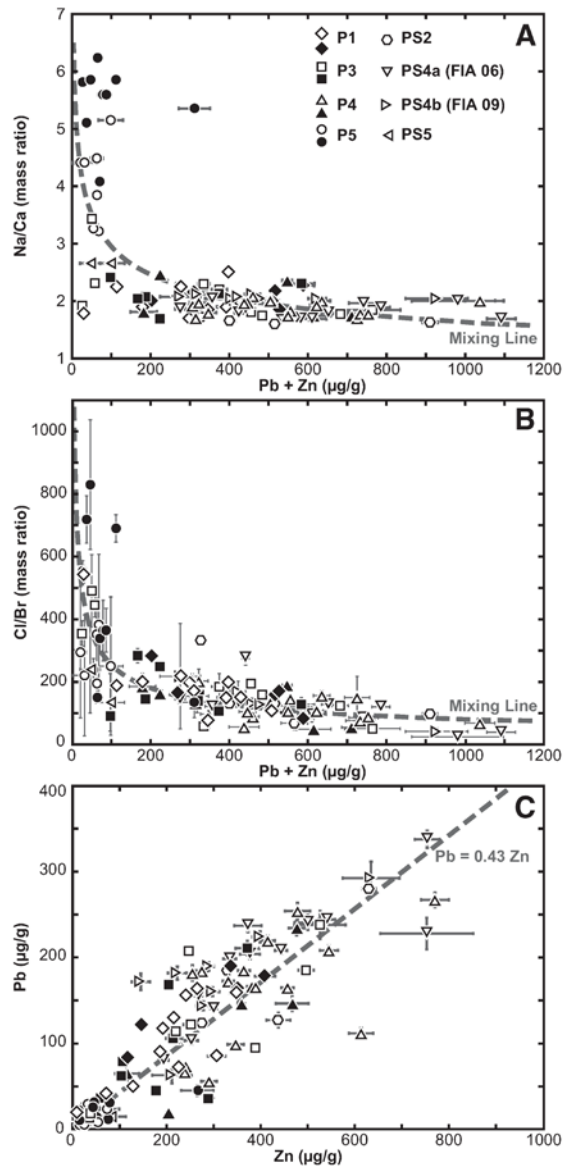 A
7
6
5
4
3
2
1
Na/Ca (mass ratio)
P1
PS2
P3
PS4a (FIA 06)
P4
PS4b (FIA 09)
P5
PS5
Mixing Line
0 200 400 600 800 1000 1200
Pb + Zn (µg/g)
B
1000
800
600
400
200
0
Cl/Br (mass ratio)
Mixing Line
0 200 400 600 800 1000 1200
Pb + Zn (µg/g)
C
400
300
200
100
0
Pb (µg/g)
Pb = 0.43 Zn
0 200 400 600 800 1000
Zn (µg/g)